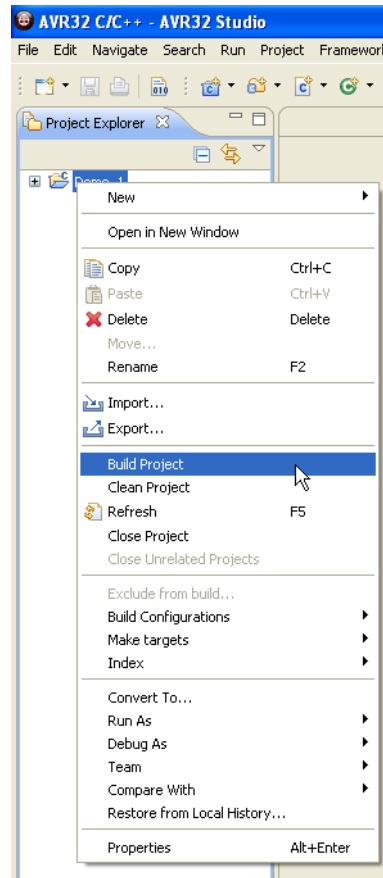 AVR32 C/C++ - AVR32 Studio
File Edit Navigate Search Run Project
010
Project Explorer
New
Open in New Window
Copy Ctrl+C
Paste Ctrl+V
Delete Delete
Move...
Rename F2
Import...
Export...
Build Project
Clean Project
Refresh F5
Close Project
Close Unrelated Projects
Exclude from build...
Build Configurations
Make targets
Index
Convert To...
Run As
Debug As
Team
Compare With
Restore from Local History...
Properties Alt+Enter